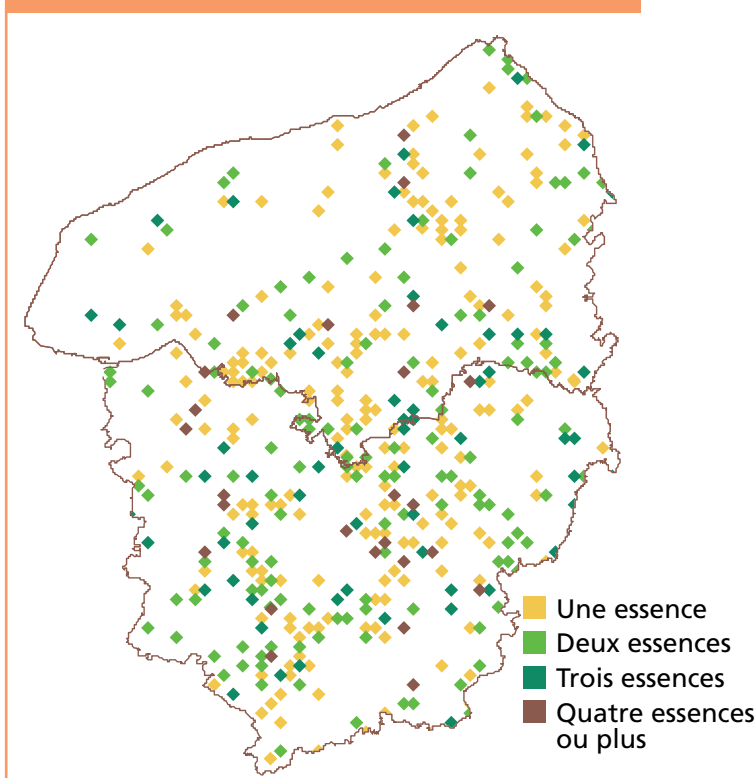 Une essence
Deux essences
Trois essences
Quatre essences
ou plus